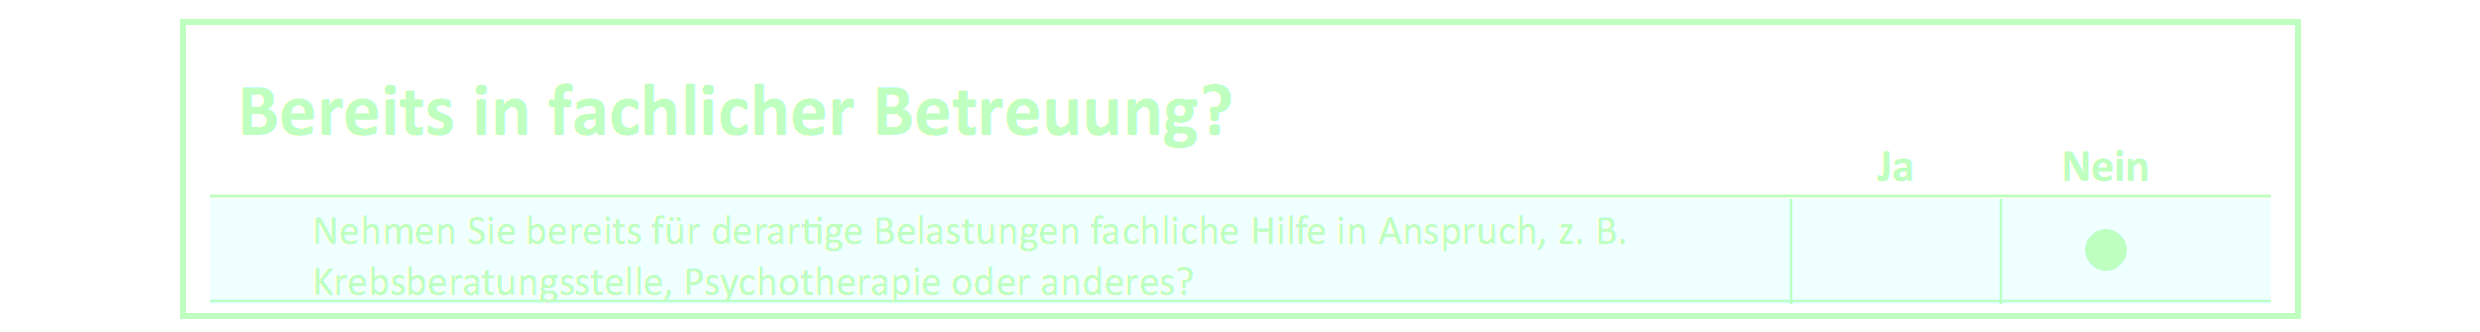 Bereits in fachlicher Betreuung?
Ja Nein
Nehmen Sie bereits für derartige Belastungen fachliche Hilfe in Anspruch, z. B.
Krebsberatungsstelle, Psychotherapie oder anderes?